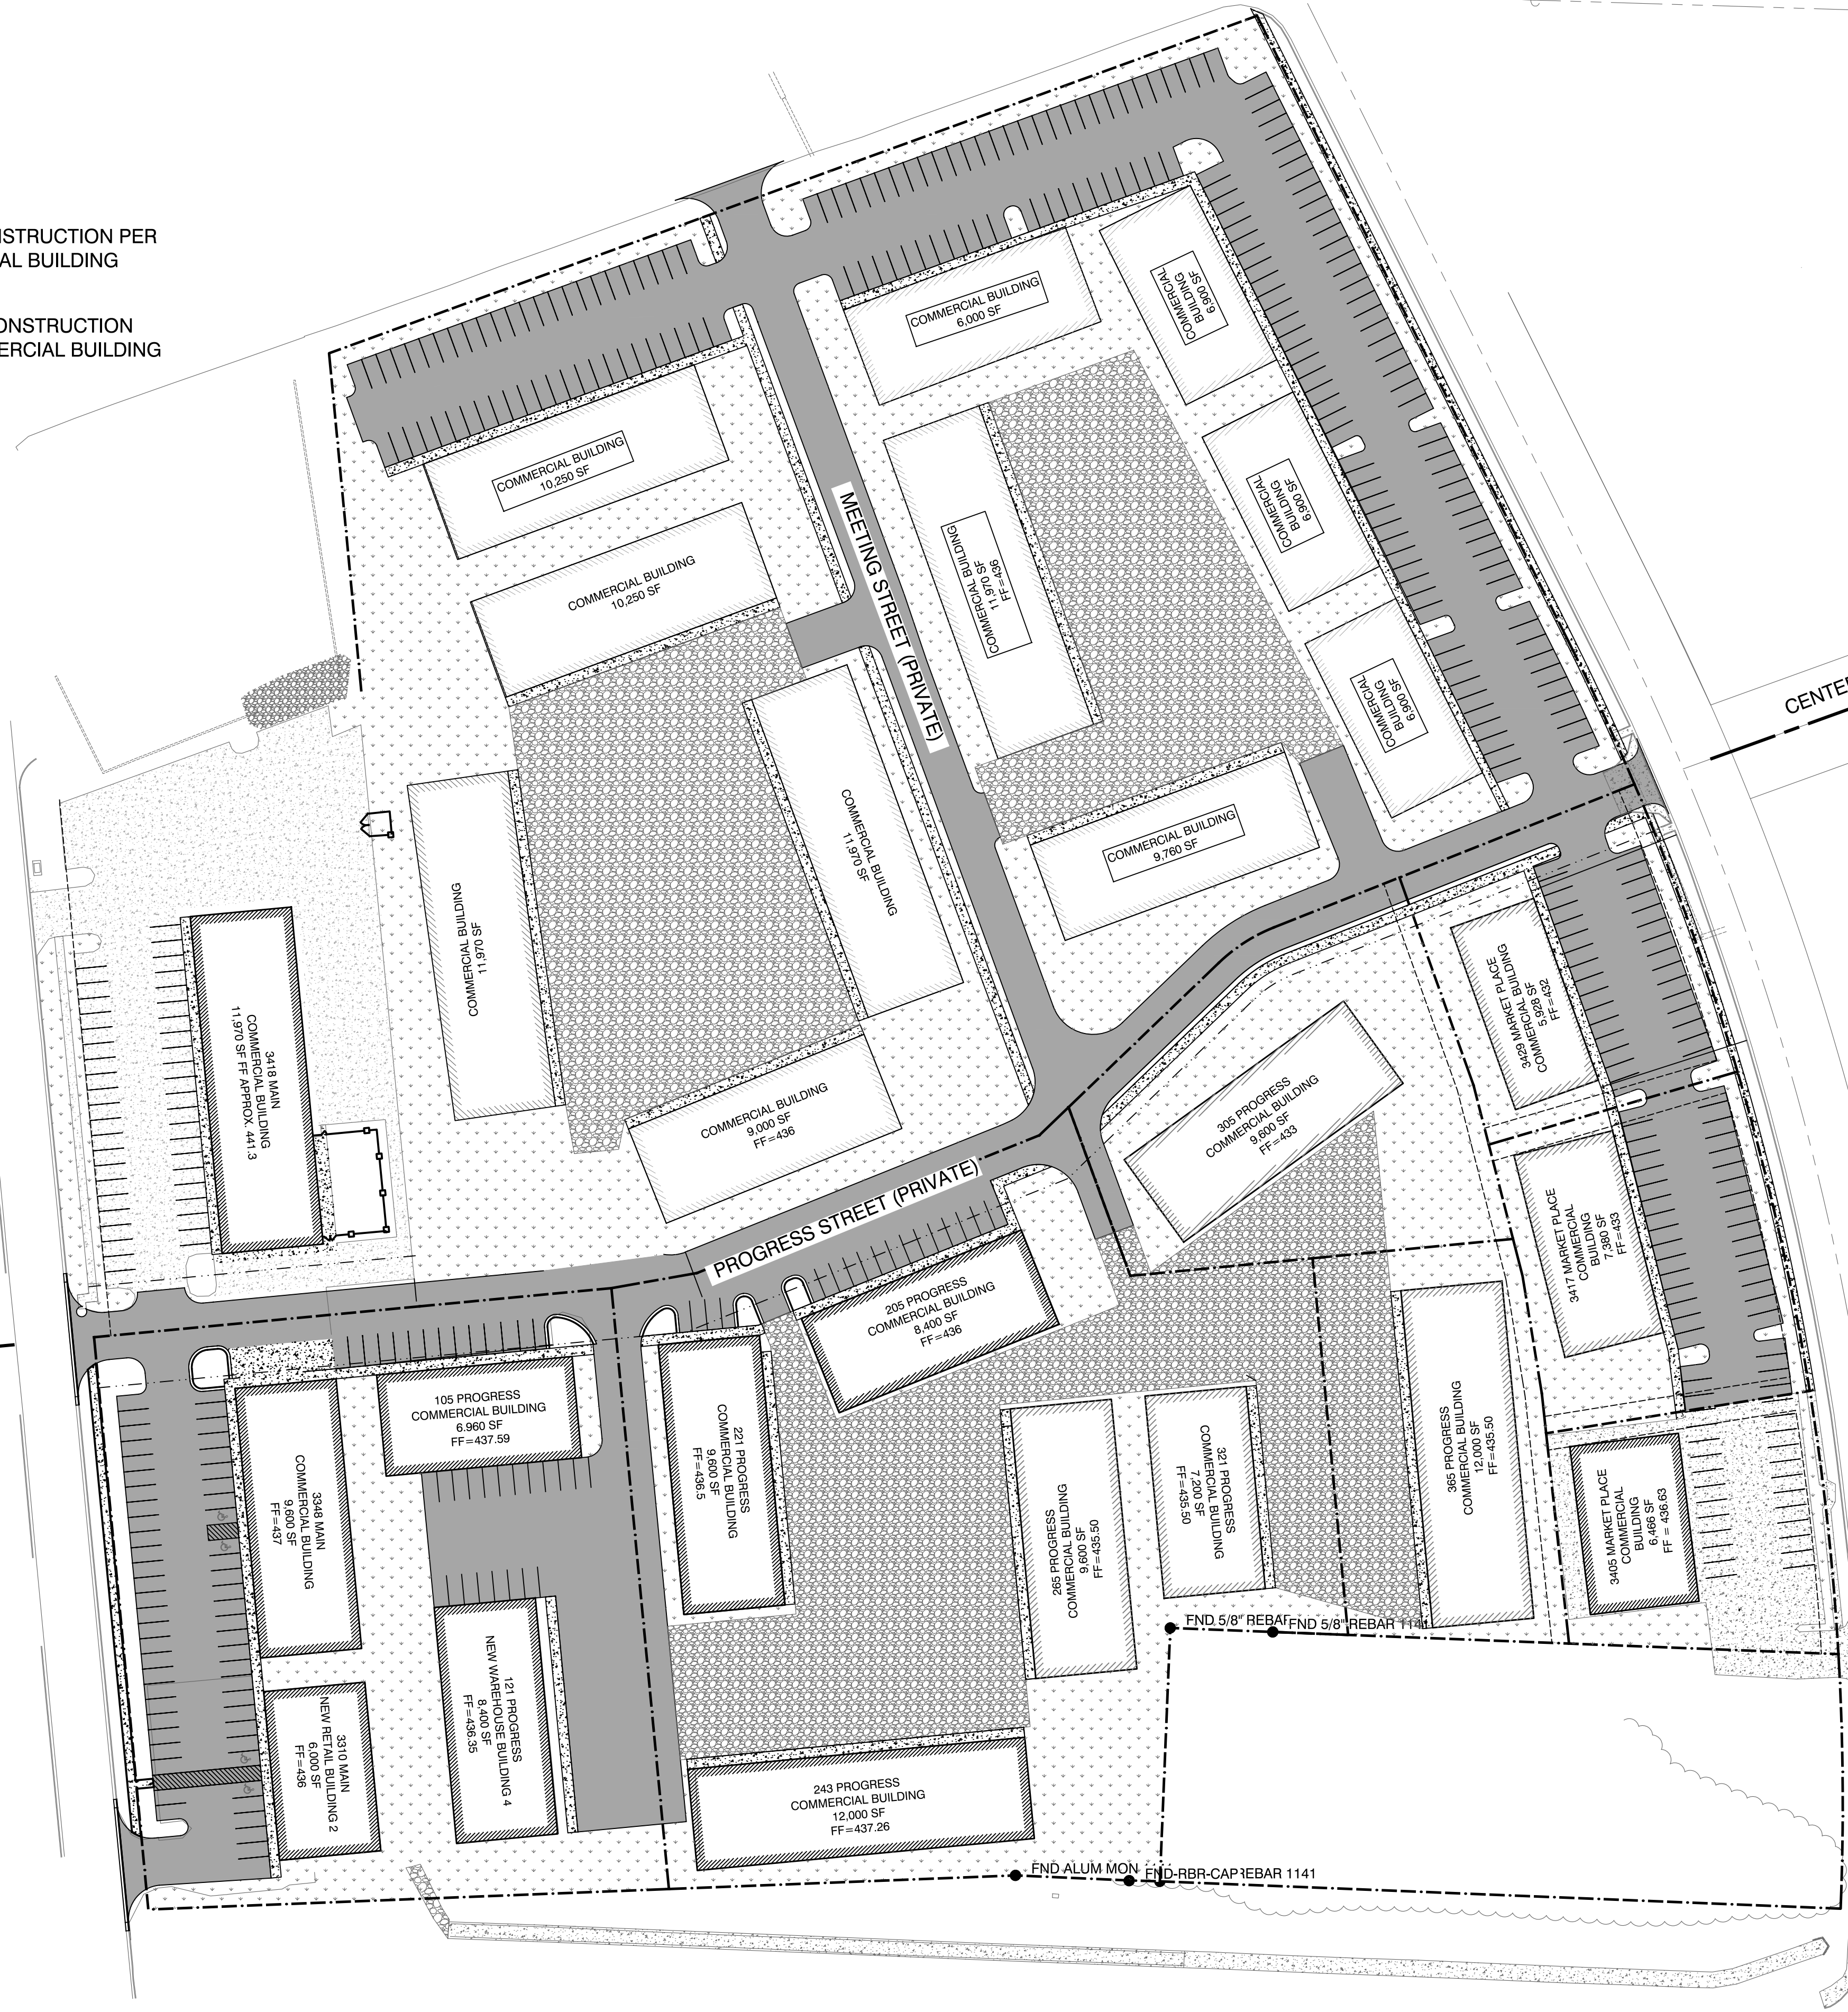 NSTRUCTION PER
AL BUILDING
ONSTRUCTION
ERCIAL BUILDING
COMMERCIAL BUILDING
6,000 SF
COMMERCIAL
BUILDING
6,900 SF
COMMERCIAL BUILDING
10,250 SF
COMMERCIAL BUILDING
10,250 SF
MEETING STREET (PRIVATE)
COMMERCIAL BUILDING
11,970 SF
FF=436
COMMERCIAL
BUILDING
6,900 SF
COMMERCIAL
BUILDING
6,900 SF
CENTE
COMMERCIAL BUILDING
11,970 SF
COMMERCIAL BUILDING
9,760 SF
COMMERCIAL BUILDING
11,970 SF
3418 MAIN
COMMERCIAL BUILDING
11,970 SF FF APPROX. 441.3
COMMERCIAL BUILDING
9,000 SF
FF=436
305 PROGRESS
COMMERCIAL BUILDING
9,600 SF
FF=433
3429 MARKET PLACE
COMMERCIAL BUILDING
5,928 SF
FF=432
PROGRESS STREET (PRIVATE)
3417 MARKET PLACE
COMMERCIAL
BUILDING
7,380 SF
FF=433
205 PROGRESS
COMMERCIAL BUILDING
8,400 SF
FF=436
105 PROGRESS
COMMERCIAL BUILDING
6.960 SF
FF=437.59
3348 MAIN
COMMERCIAL BUILDING
9,600 SF
FF=437
221 PROGRESS
COMMERCIAL BUILDING
9,600 SF
FF=436.5
265 PROGRESS
COMMERCIAL BUILDING
9,600 SF
FF=435.50
321 PROGRESS
COMMERCIAL BUILDING
7,200 SF
FF=435.50
365 PROGRESS
COMMERCIAL BUILDING
12,000 SF
FF=435.50
3405 MARKET PLACE
COMMERCIAL
BUILDING
6,466 SF
FF = 436.63
FND 5/8" REBAR
FND 5/8" REBAR 1141
3310 MAIN
NEW RETAIL BUILDING 2
6,000 SF
FF=436
121 PROGRESS
NEW WAREHOUSE BUILDING 4
8,400 SF
FF=436.35
243 PROGRESS
COMMERCIAL BUILDING
12,000 SF
FF=437.26
FND ALUM MON
FND-RBR-CAP
REBAR 1141